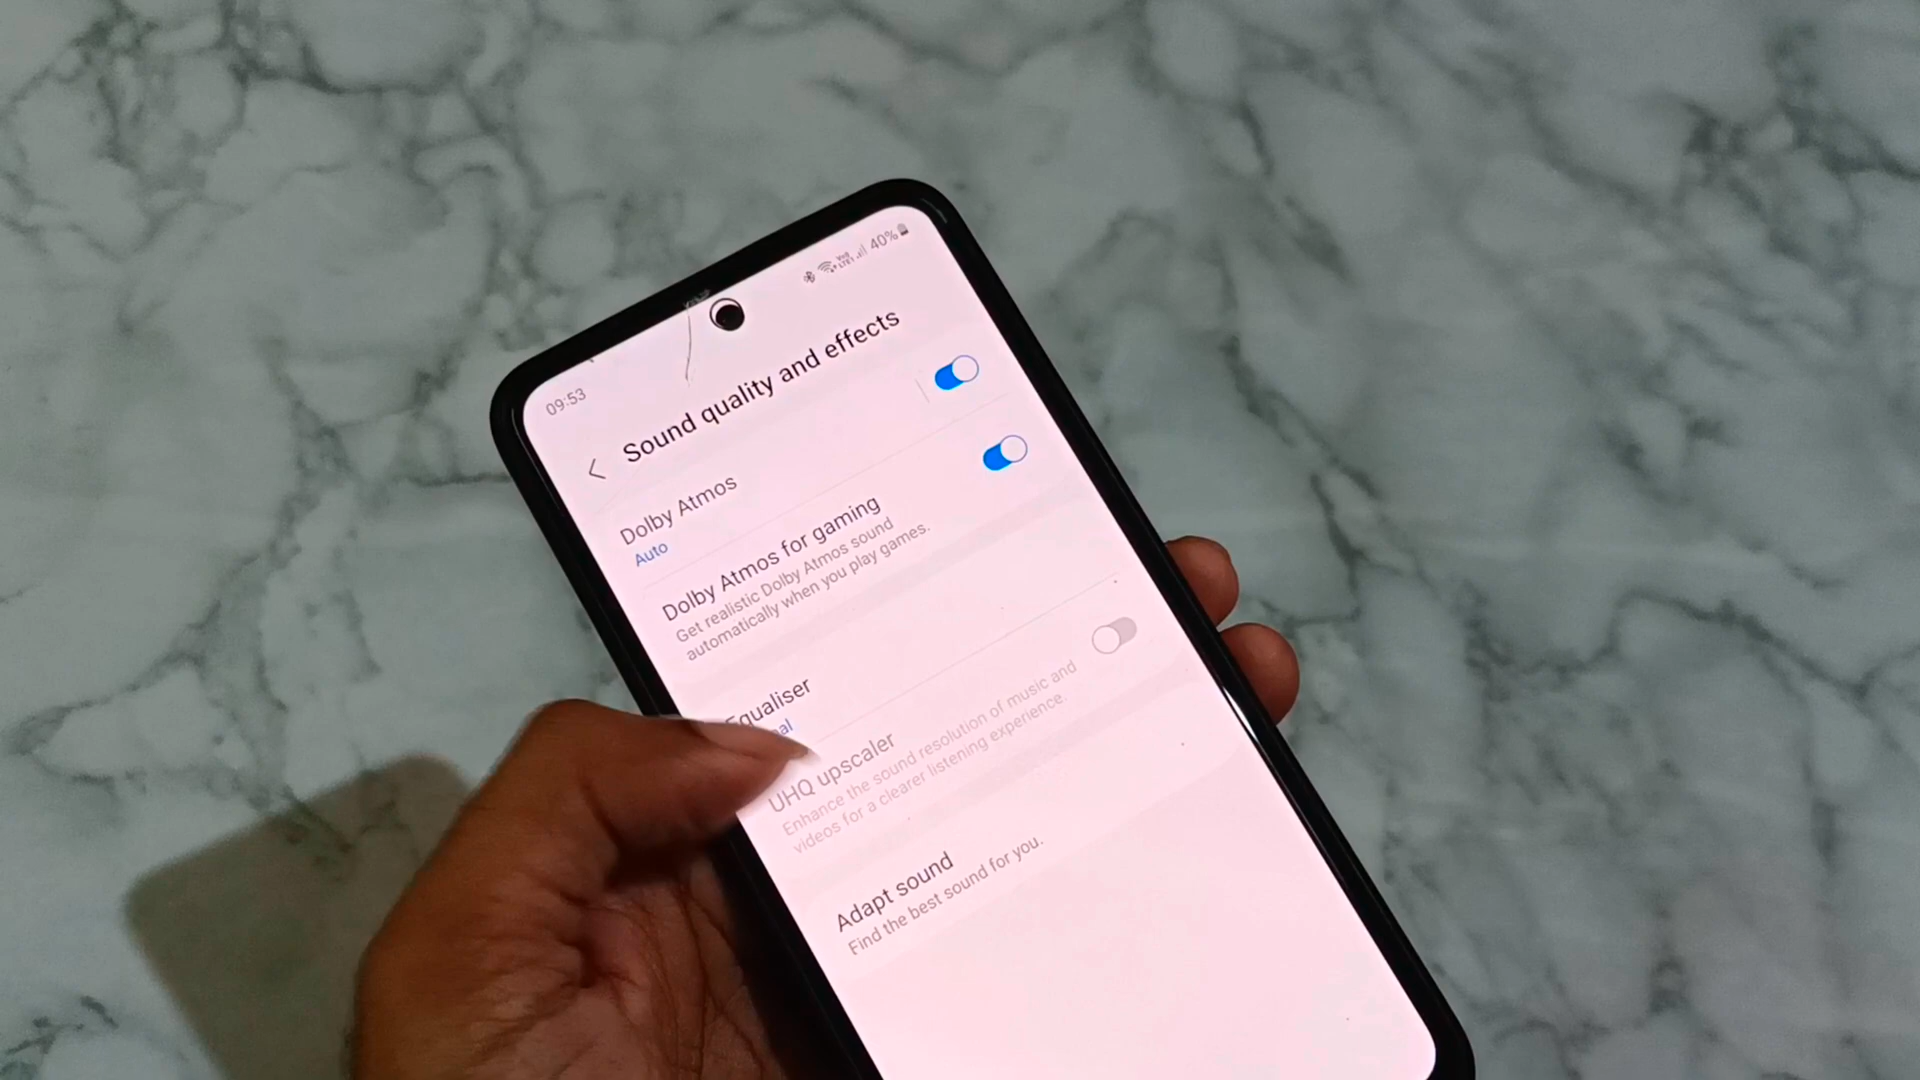 09:53
40%
Sound quality and effects
Dolby Atmos
Auto
Dolby Atmos for gaming
Get realistic Dolby Atmos sound
automatically when you play games.
Equaliser
UHQ upscaler
Enhance the sound resolution of music and
videos for a clearer listening experience.
Adapt sound
Find the best sound for you.